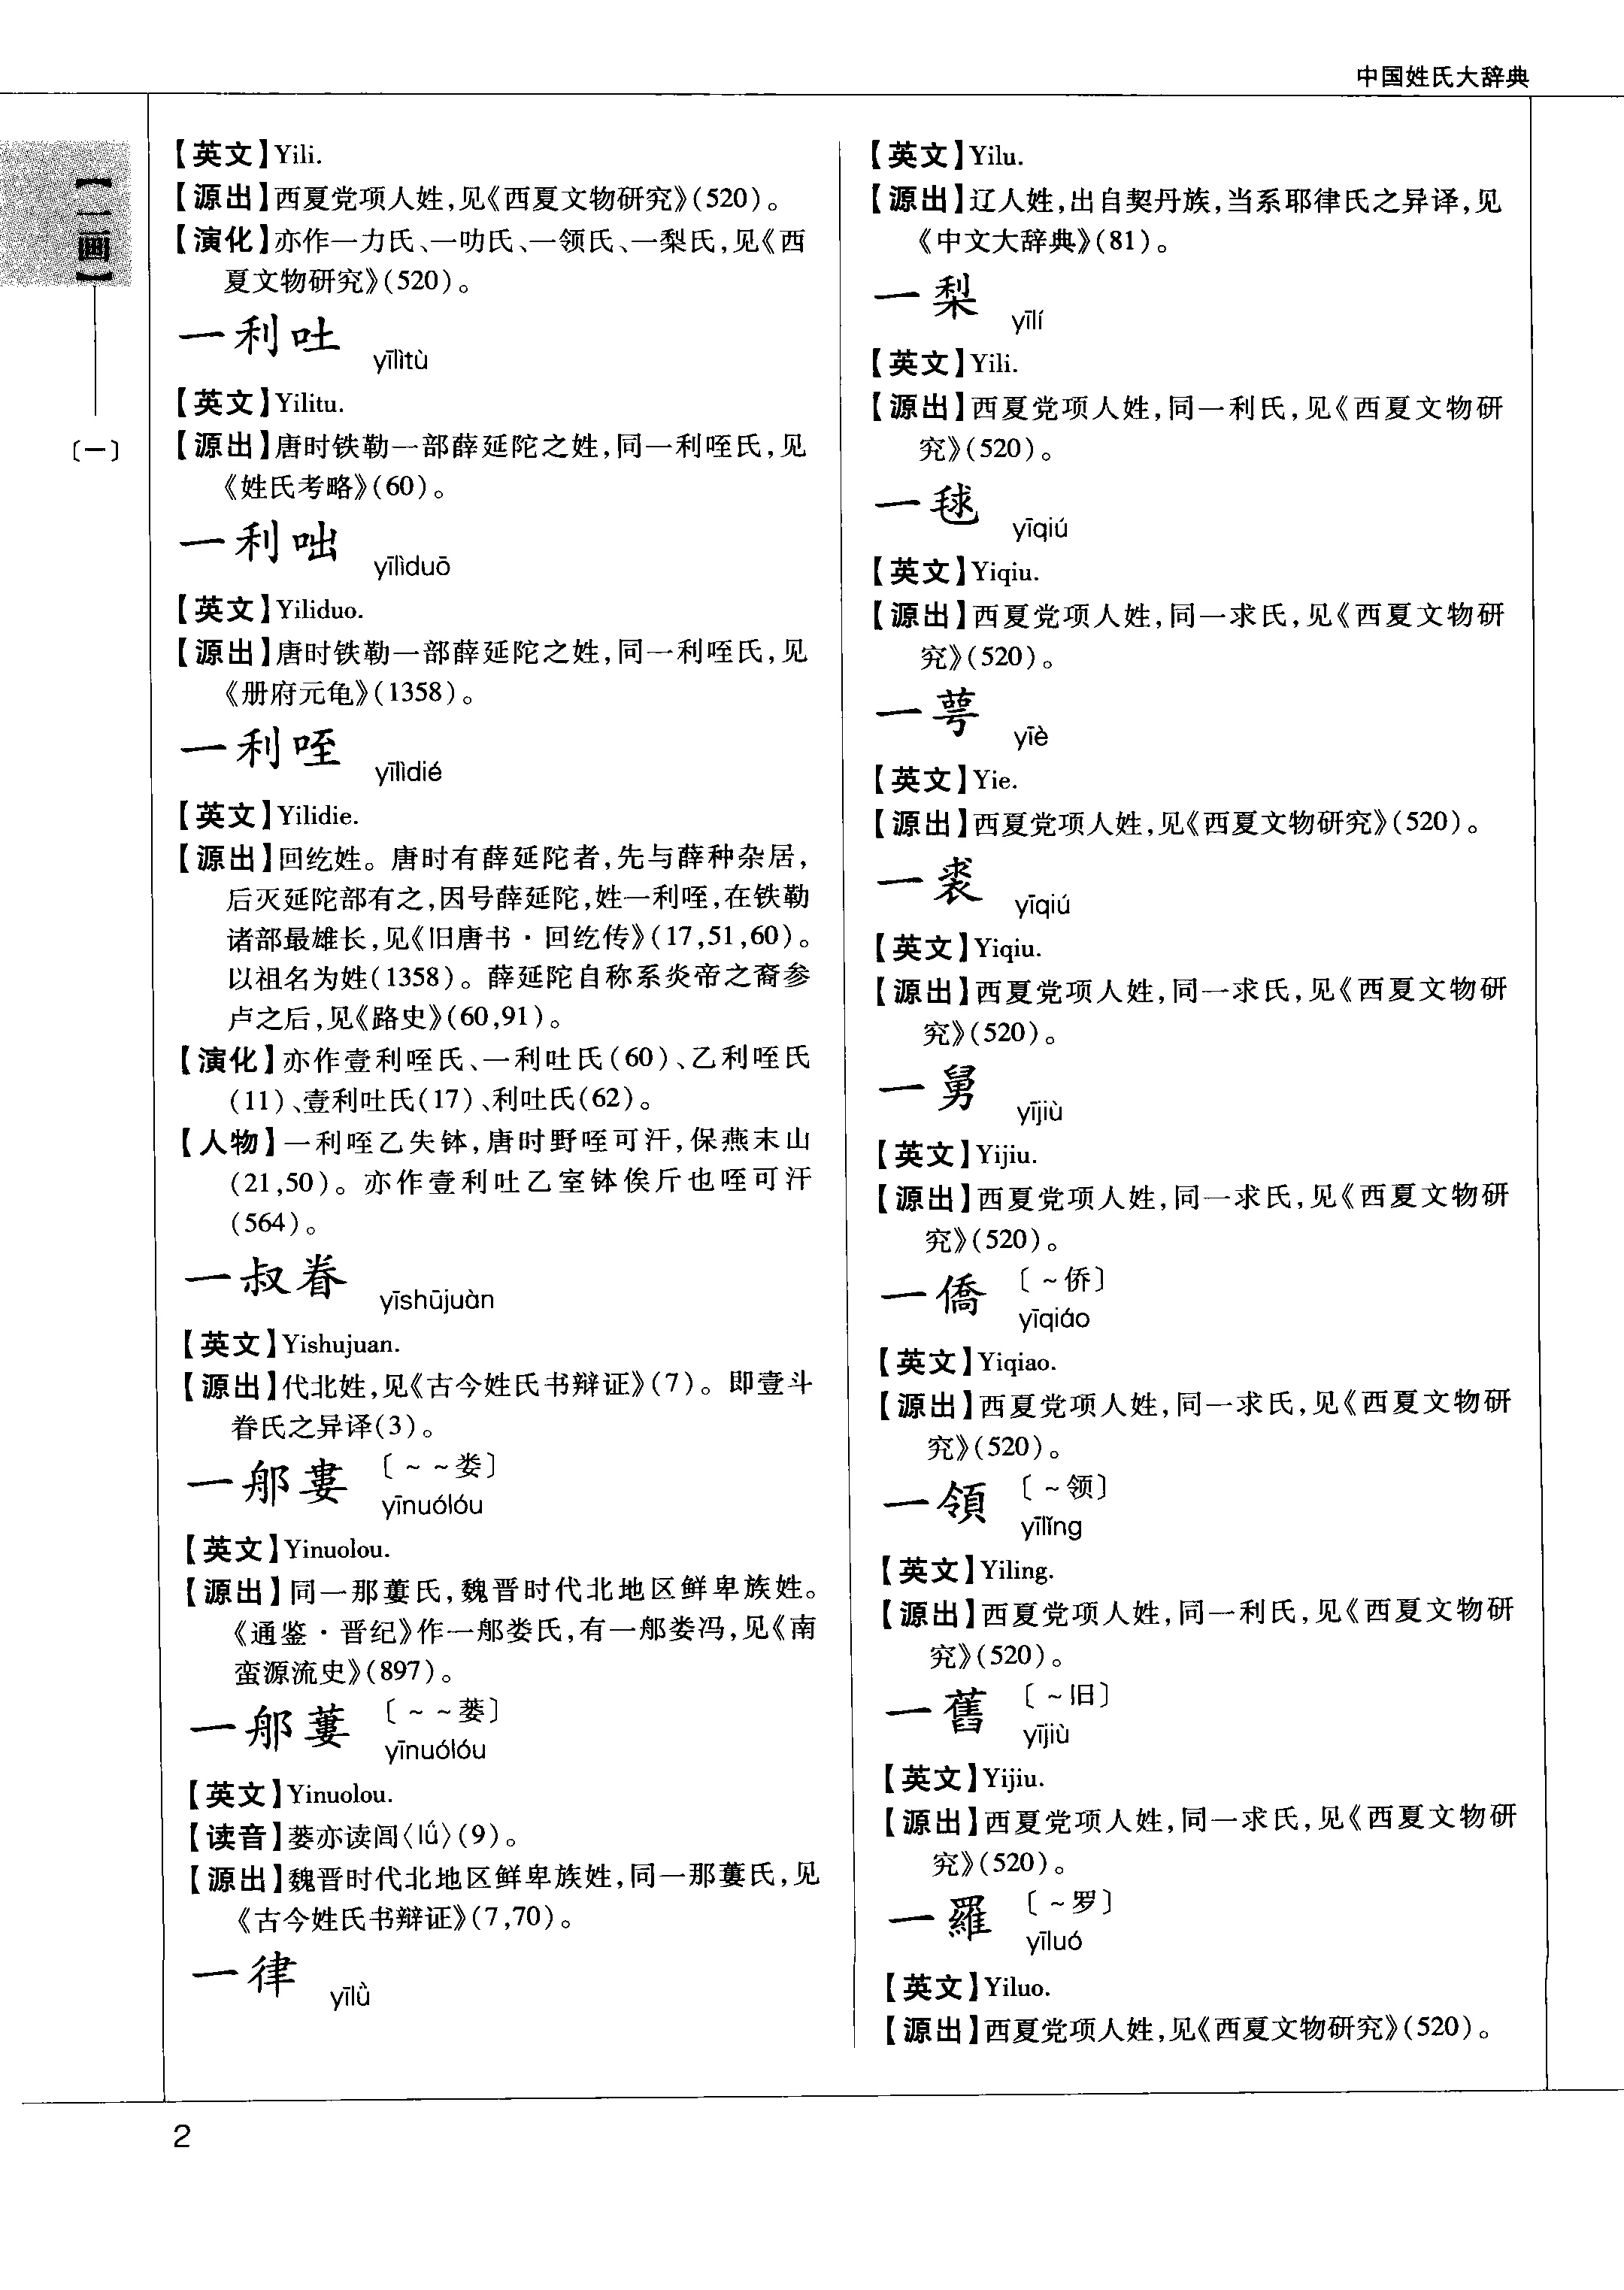 中国姓氏大辞典
【一画】
〔一〕
【英文】Yili.
【源出】西夏党项人姓,见《西夏文物研究》(520)。
【演化】亦作一力氏、一叻氏、一领氏、一梨氏,见《西
夏文物研究》(520)。
一利吐 yīlìtù
【英文】Yilitu.
【源出】唐时铁勒一部薛延陀之姓,同一利咥氏,见
《姓氏考略》(60)。
一利咄 yīlìduō
【英文】Yiliduo.
【源出】唐时铁勒一部薛延陀之姓,同一利咥氏,见
《册府元龟》(1358)。
一利咥 yīlìdié
【英文】Yilidie.
【源出】回纥姓。唐时有薛延陀者,先与薛种杂居,
后灭延陀部有之,因号薛延陀,姓一利咥,在铁勒
诸部最雄长,见《旧唐书·回纥传》(17,51,60)。
以祖名为姓(1358)。薛延陀自称系炎帝之裔参
卢之后,见《路史》(60,91)。
【演化】亦作壹利咥氏、一利吐氏(60)、乙利咥氏
(11)、壹利吐氏(17)、利吐氏(62)。
【人物】一利咥乙失钵,唐时野咥可汗,保燕末山
(21,50)。亦作壹利吐乙室钵俟斤也咥可汗
(564)。
一叔眷 yīshūjuàn
【英文】Yishujuan.
【源出】代北姓,见《古今姓氏书辩证》(7)。即壹斗
眷氏之异译(3)。
一郍婁 〔~~娄〕 yīnuólóu
【英文】Yinuolou.
【源出】同一那蒌氏,魏晋时代北地区鲜卑族姓。
《通鉴·晋纪》作一郍娄氏,有一郍娄冯,见《南
蛮源流史》(897)。
一郍蔞 〔~~蒌〕 yīnuólóu
【英文】Yinuolou.
【读音】蒌亦读闾〈lǘ〉(9)。
【源出】魏晋时代北地区鲜卑族姓,同一那蒌氏,见
《古今姓氏书辩证》(7,70)。
一律 yīlǜ
【英文】Yilu.
【源出】辽人姓,出自契丹族,当系耶律氏之异译,见
《中文大辞典》(81)。
一梨 yīlí
【英文】Yili.
【源出】西夏党项人姓,同一利氏,见《西夏文物研
究》(520)。
一毬 yīqiú
【英文】Yiqiu.
【源出】西夏党项人姓,同一求氏,见《西夏文物研
究》(520)。
一萼 yīè
【英文】Yie.
【源出】西夏党项人姓,见《西夏文物研究》(520)。
一裘 yīqiú
【英文】Yiqiu.
【源出】西夏党项人姓,同一求氏,见《西夏文物研
究》(520)。
一舅 yījiù
【英文】Yijiu.
【源出】西夏党项人姓,同一求氏,见《西夏文物研
究》(520)。
一僑 〔~侨〕 yīqiáo
【英文】Yiqiao.
【源出】西夏党项人姓,同一求氏,见《西夏文物研
究》(520)。
一領 〔~领〕 yīlǐng
【英文】Yiling.
【源出】西夏党项人姓,同一利氏,见《西夏文物研
究》(520)。
一舊 〔~旧〕 yījiù
【英文】Yijiu.
【源出】西夏党项人姓,同一求氏,见《西夏文物研
究》(520)。
一羅 〔~罗〕 yīluó
【英文】Yiluo.
【源出】西夏党项人姓,见《西夏文物研究》(520)。
2